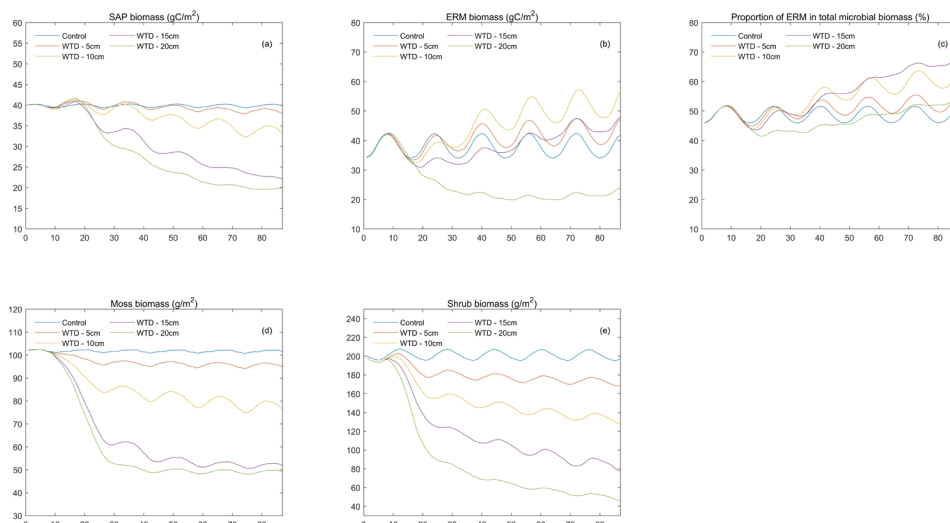 SAP biomass (gC/m²)
60
55
50
45
40
35
30
25
20
15
10
0 10 20 30 40 50 60 70 80
Control WTD - 15cm
WTD - 5cm WTD - 20cm
WTD - 10cm
(a)
ERM biomass (gC/m²)
80
70
60
50
40
30
20
10
0 10 20 30 40 50 60 70 80
Control WTD - 15cm
WTD - 5cm WTD - 20cm
WTD - 10cm
(b)
Proportion of ERM in total microbial biomass (%)
80
70
60
50
40
30
20
10
0 10 20 30 40 50 60 70 80
Control WTD - 15cm
WTD - 5cm WTD - 20cm
WTD - 10cm
(c)
Moss biomass (g/m²)
120
110
100
90
80
70
60
50
40
30
Control WTD - 15cm
WTD - 5cm WTD - 20cm
WTD - 10cm
(d)
Shrub biomass (g/m²)
240
220
200
180
160
140
120
100
80
60
40
Control WTD - 15cm
WTD - 5cm WTD - 20cm
WTD - 10cm
(e)